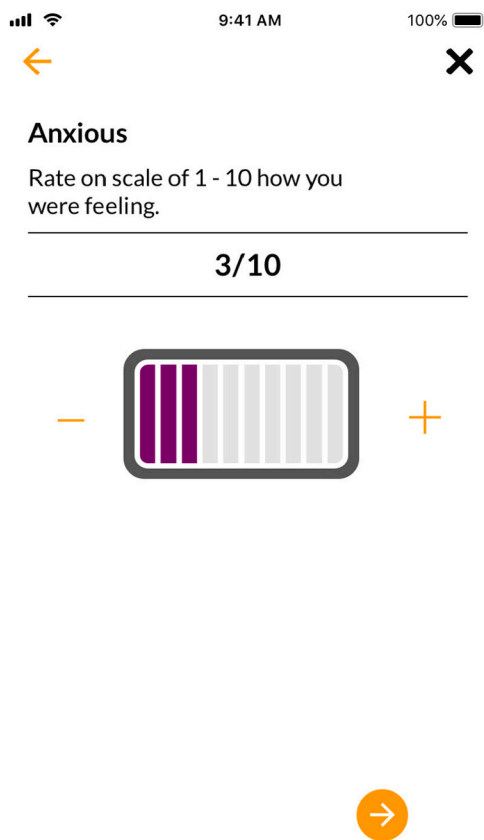 9:41 AM 100%
Anxious
Rate on scale of 1 - 10 how you
were feeling.
3/10